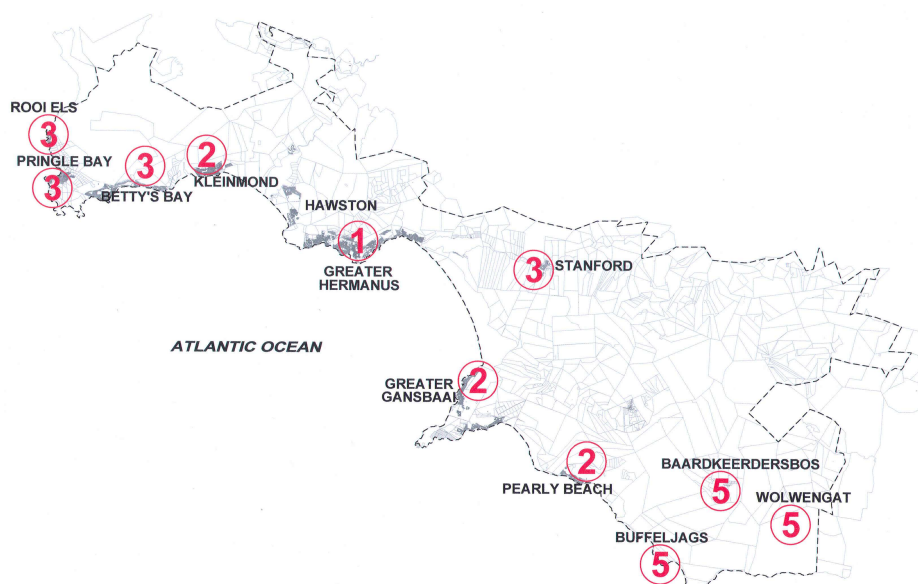 ROOI ELS
3
PRINGLE BAY
3
3
BETTY'S BAY
2
KLEINMOND
HAWSTON
1
GREATER
HERMANUS
3
STANFORD
ATLANTIC OCEAN
GREATER
GANSBAAI
2
2
PEARLY BEACH
BAARDKEERDERSBOS
5
WOLWENGAT
5
BUFFELJAGS
5